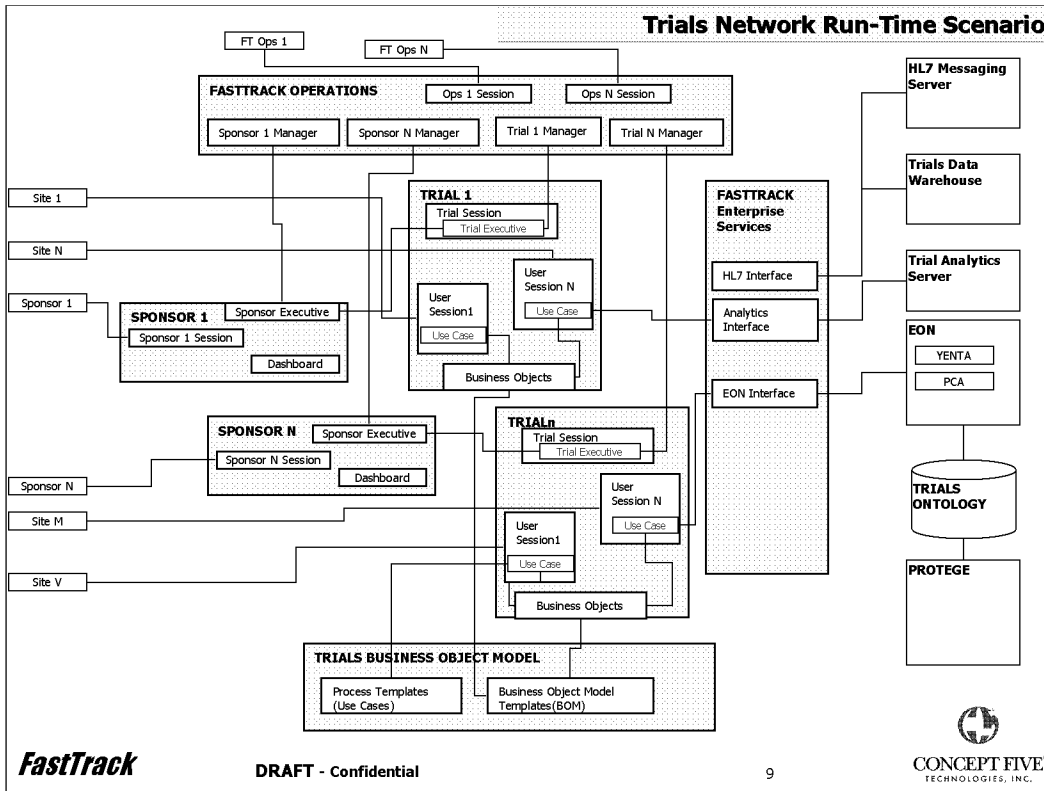 Trials Network Run-Time Scenario
FT Ops 1
FT Ops N
FASTTRACK OPERATIONS
Ops 1 Session
Ops N Session
Sponsor 1 Manager
Sponsor N Manager
Trial 1 Manager
Trial N Manager
HL7 Messaging
Server
Trials Data
Warehouse
Trial Analytics
Server
EON
YENTA
PCA
TRIALS
ONTOLOGY
PROTEGE
Site 1
Site N
Sponsor 1
Sponsor N
Site M
Site V
TRIAL 1
Trial Session
Trial Executive
User
Session N
Use Case
User
Session1
Use Case
Business Objects
FASTTRACK
Enterprise
Services
HL7 Interface
Analytics
Interface
EON Interface
SPONSOR 1
Sponsor Executive
Sponsor 1 Session
Dashboard
SPONSOR N
Sponsor Executive
Sponsor N Session
Dashboard
TRIALn
Trial Session
Trial Executive
User
Session N
Use Case
User
Session1
Use Case
Business Objects
TRIALS BUSINESS OBJECT MODEL
Process Templates
(Use Cases)
Business Object Model
Templates(BOM)
FastTrack
DRAFT - Confidential
9
CONCEPT FIVE
TECHNOLOGIES, INC.